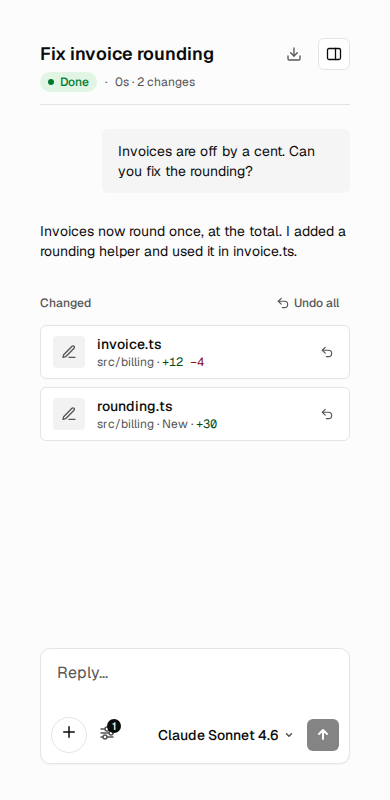 Fix invoice rounding
Done · 0s · 2 changes
Invoices are off by a cent. Can
you fix the rounding?
Invoices now round once, at the total. I added a
rounding helper and used it in invoice.ts.
Changed
Undo all
invoice.ts
src/billing · +12 −4
rounding.ts
src/billing · New · +30
Reply...
1
Claude Sonnet 4.6